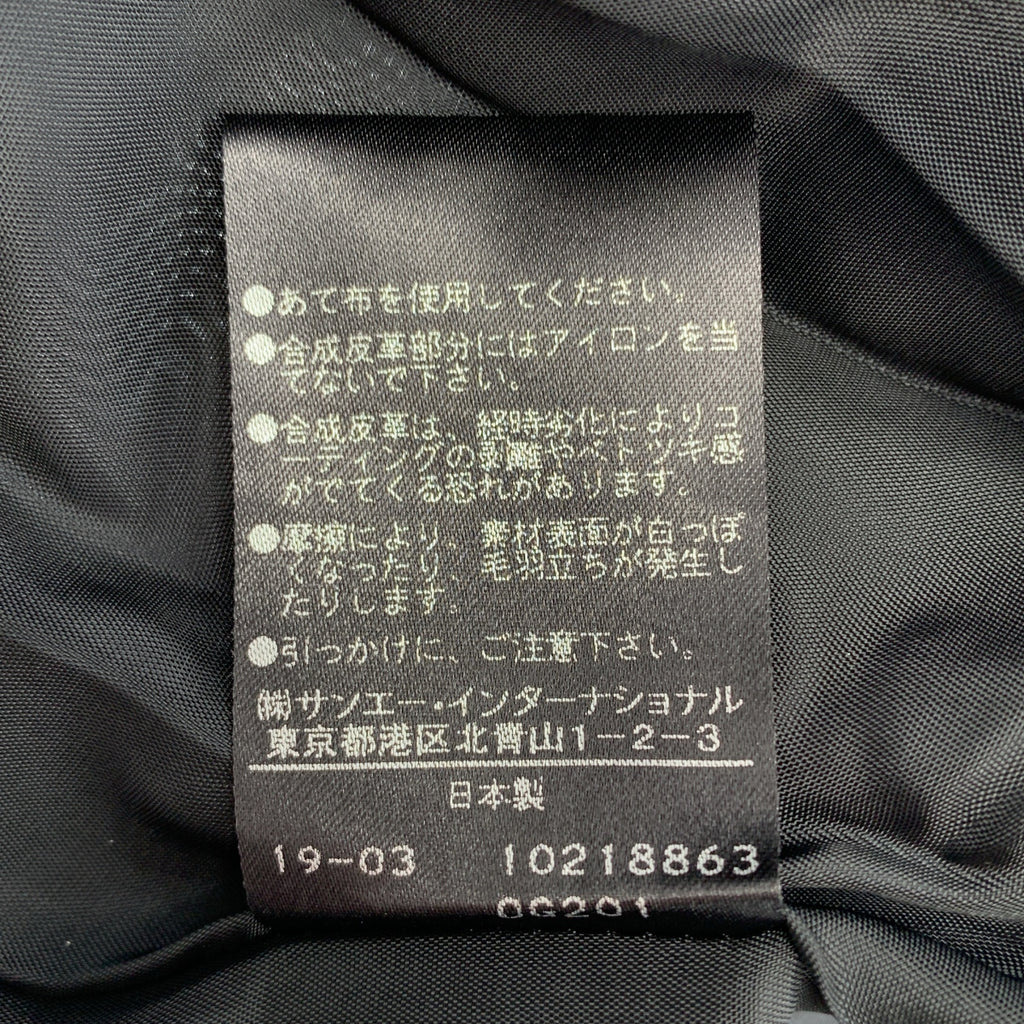 ●あて布を使用してください。
●合成皮革部分にはアイロンを当
てないで下さい。
●合成皮革は、経時劣化によりコ
ーティングの剥離やベトツキ感
がでてくる恐れがあります。
●摩擦により、素材表面が白っぽ
くなったり、毛羽立ちが発生し
たりします。
●引っかけに、ご注意下さい。
㈱サンエー・インターナショナル
東京都港区北青山1-2-3
日本製
19-03 10218863
0G201